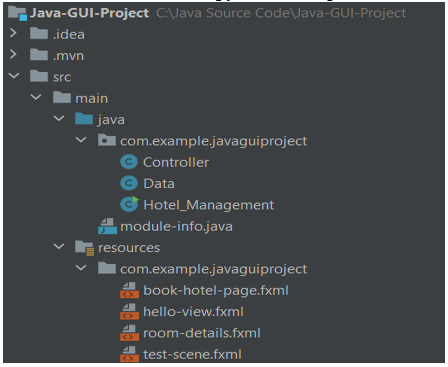 Java-GUI-Project C:\Java Source Code\Java-GUI-Project
.idea
.mvn
src
main
java
com.example.javaguiproject
Controller
Data
Hotel_Management
module-info.java
resources
com.example.javaguiproject
book-hotel-page.fxml
hello-view.fxml
room-details.fxml
test-scene.fxml